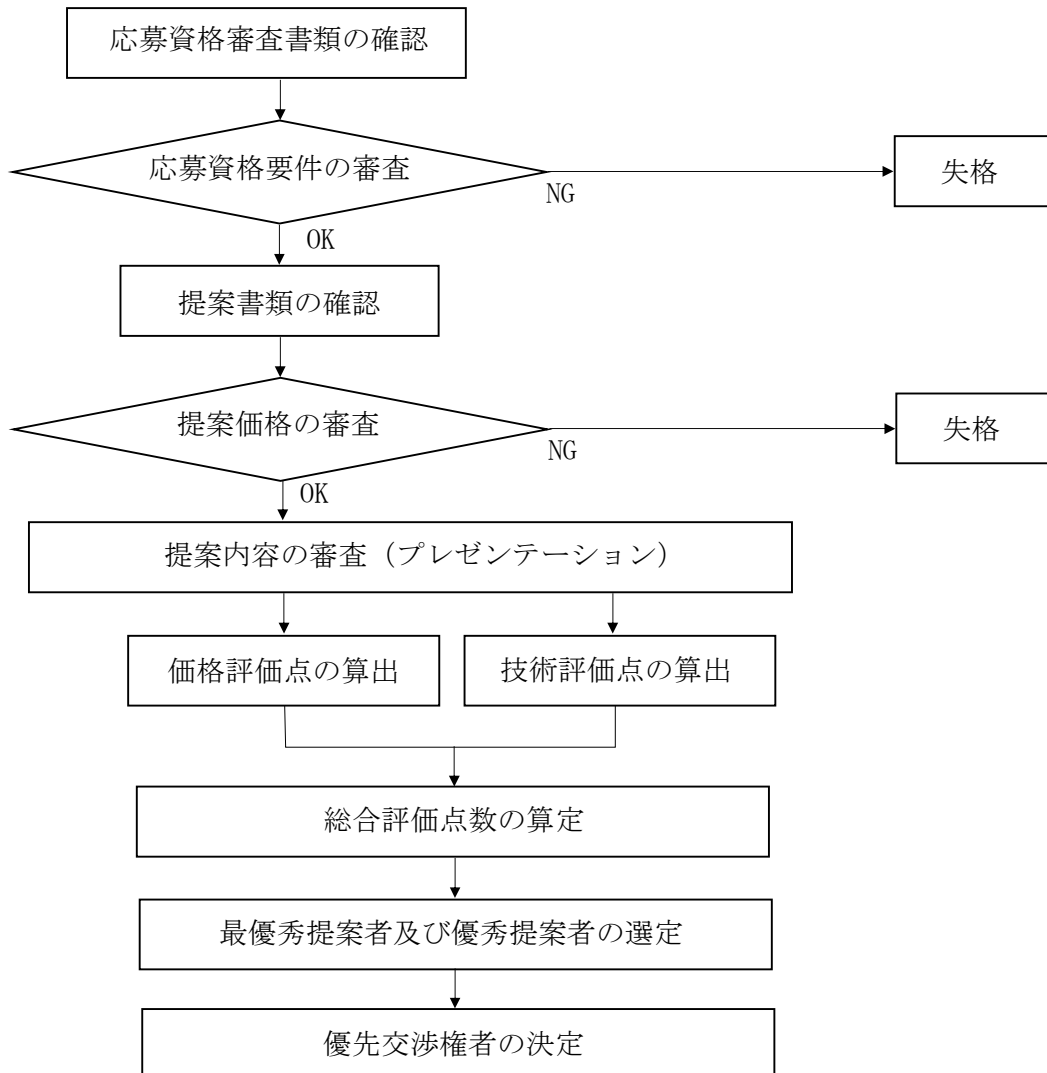 応募資格審査書類の確認
応募資格要件の審査
失格
NG
OK
提案書類の確認
提案価格の審査
失格
NG
OK
提案内容の審査（プレゼンテーション）
価格評価点の算出
技術評価点の算出
総合評価点数の算定
最優秀提案者及び優秀提案者の選定
優先交渉権者の決定